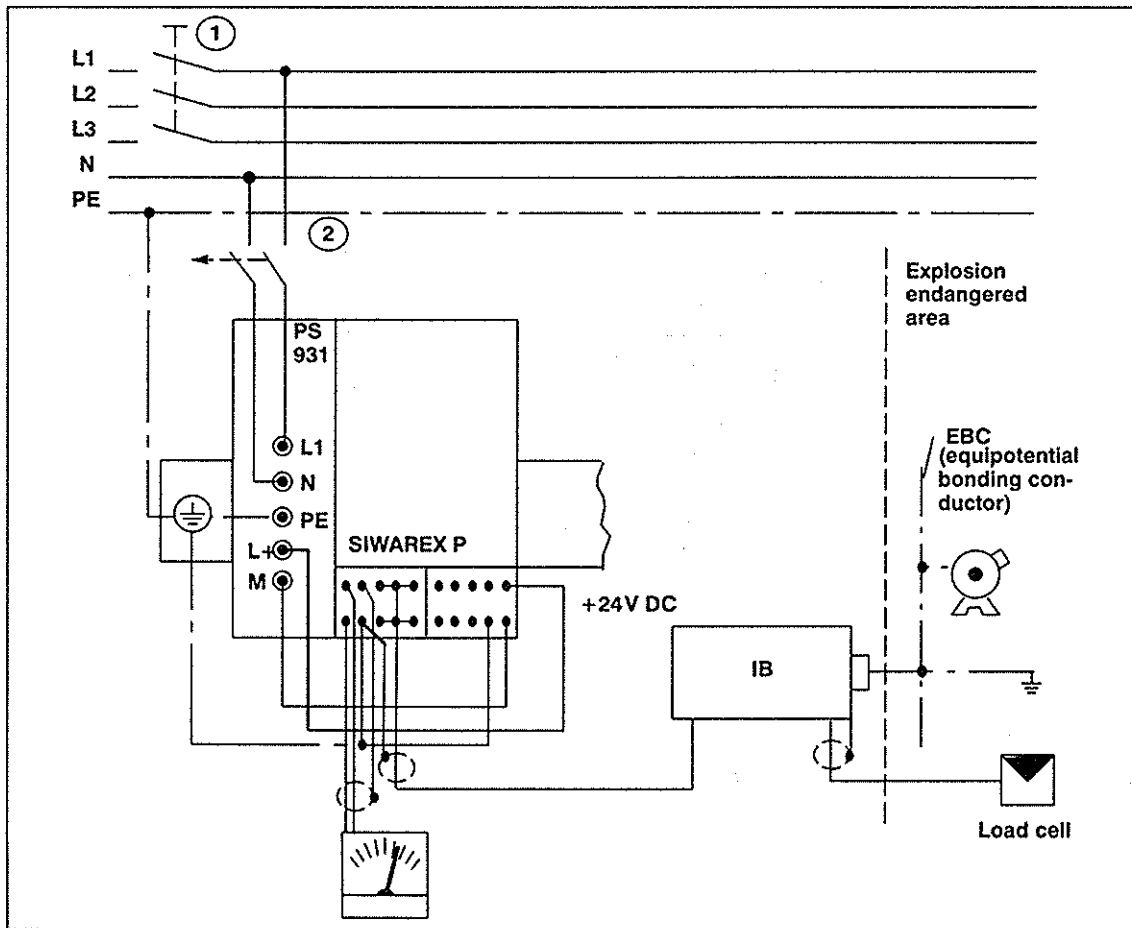 1
L1
L2
L3
N
PE
2
Explosion
endangered
area
PS
931
L1
N
PE
L+
M
SIWAREX P
+24V DC
EBC
(equipotential
bonding con-
ductor)
IB
Load cell